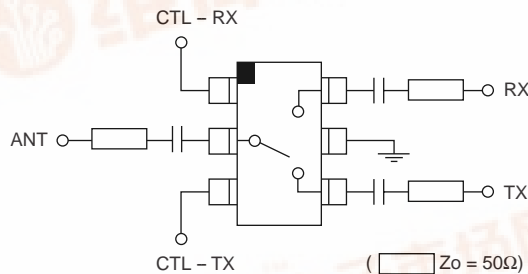 CTL – RX
RX
ANT
TX
CTL – TX
( Zo = 50Ω)